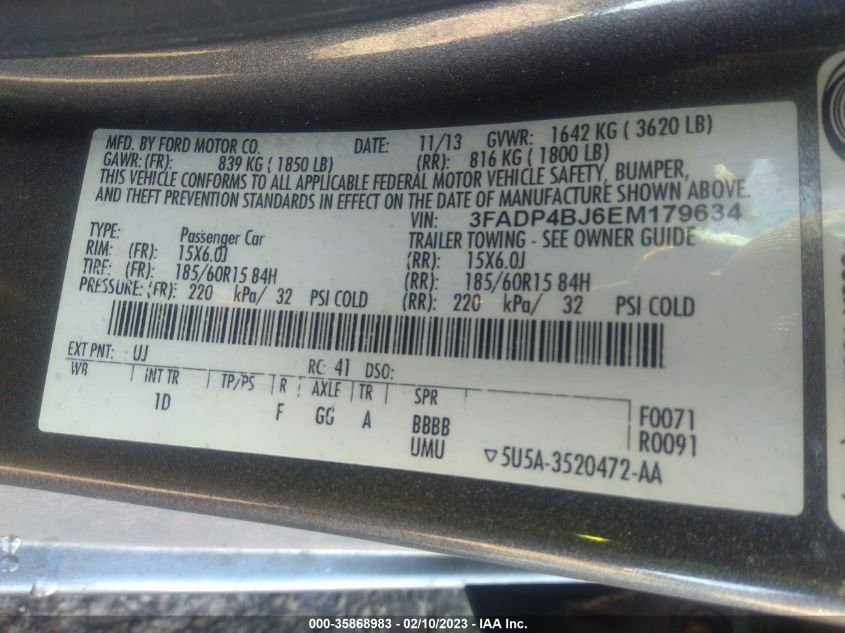 MFD. BY FORD MOTOR CO. DATE: 11/13 GVWR: 1642 KG ( 3620 LB)
GAWR:(FR): 839 KG ( 1850 LB) (RR): 816 KG ( 1800 LB)
THIS VEHICLE CONFORMS TO ALL APPLICABLE FEDERAL MOTOR VEHICLE SAFETY, BUMPER,
AND THEFT PREVENTION STANDARDS IN EFFECT ON THE DATE OF MANUFACTURE SHOWN ABOVE.
VIN: 3FADP4BJ6EM179634
TYPE: Passenger Car TRAILER TOWING - SEE OWNER GUIDE
RIM: (FR): 15X6.0J (RR): 15X6.0J
TIRE: (FR): 185/60R15 84H (RR): 185/60R15 84H
PRESSURE: (FR): 220 kPa/ 32 PSI COLD (RR): 220 kPa/ 32 PSI COLD
EXT PNT: UJ RC: 41 DSO:
WB INT TR TP/PS R AXLE TR SPR
1D F GG A BBBB F0071
UMU R0091
5U5A-3520472-AA
000-35868983 - 02/10/2023 - IAA Inc.